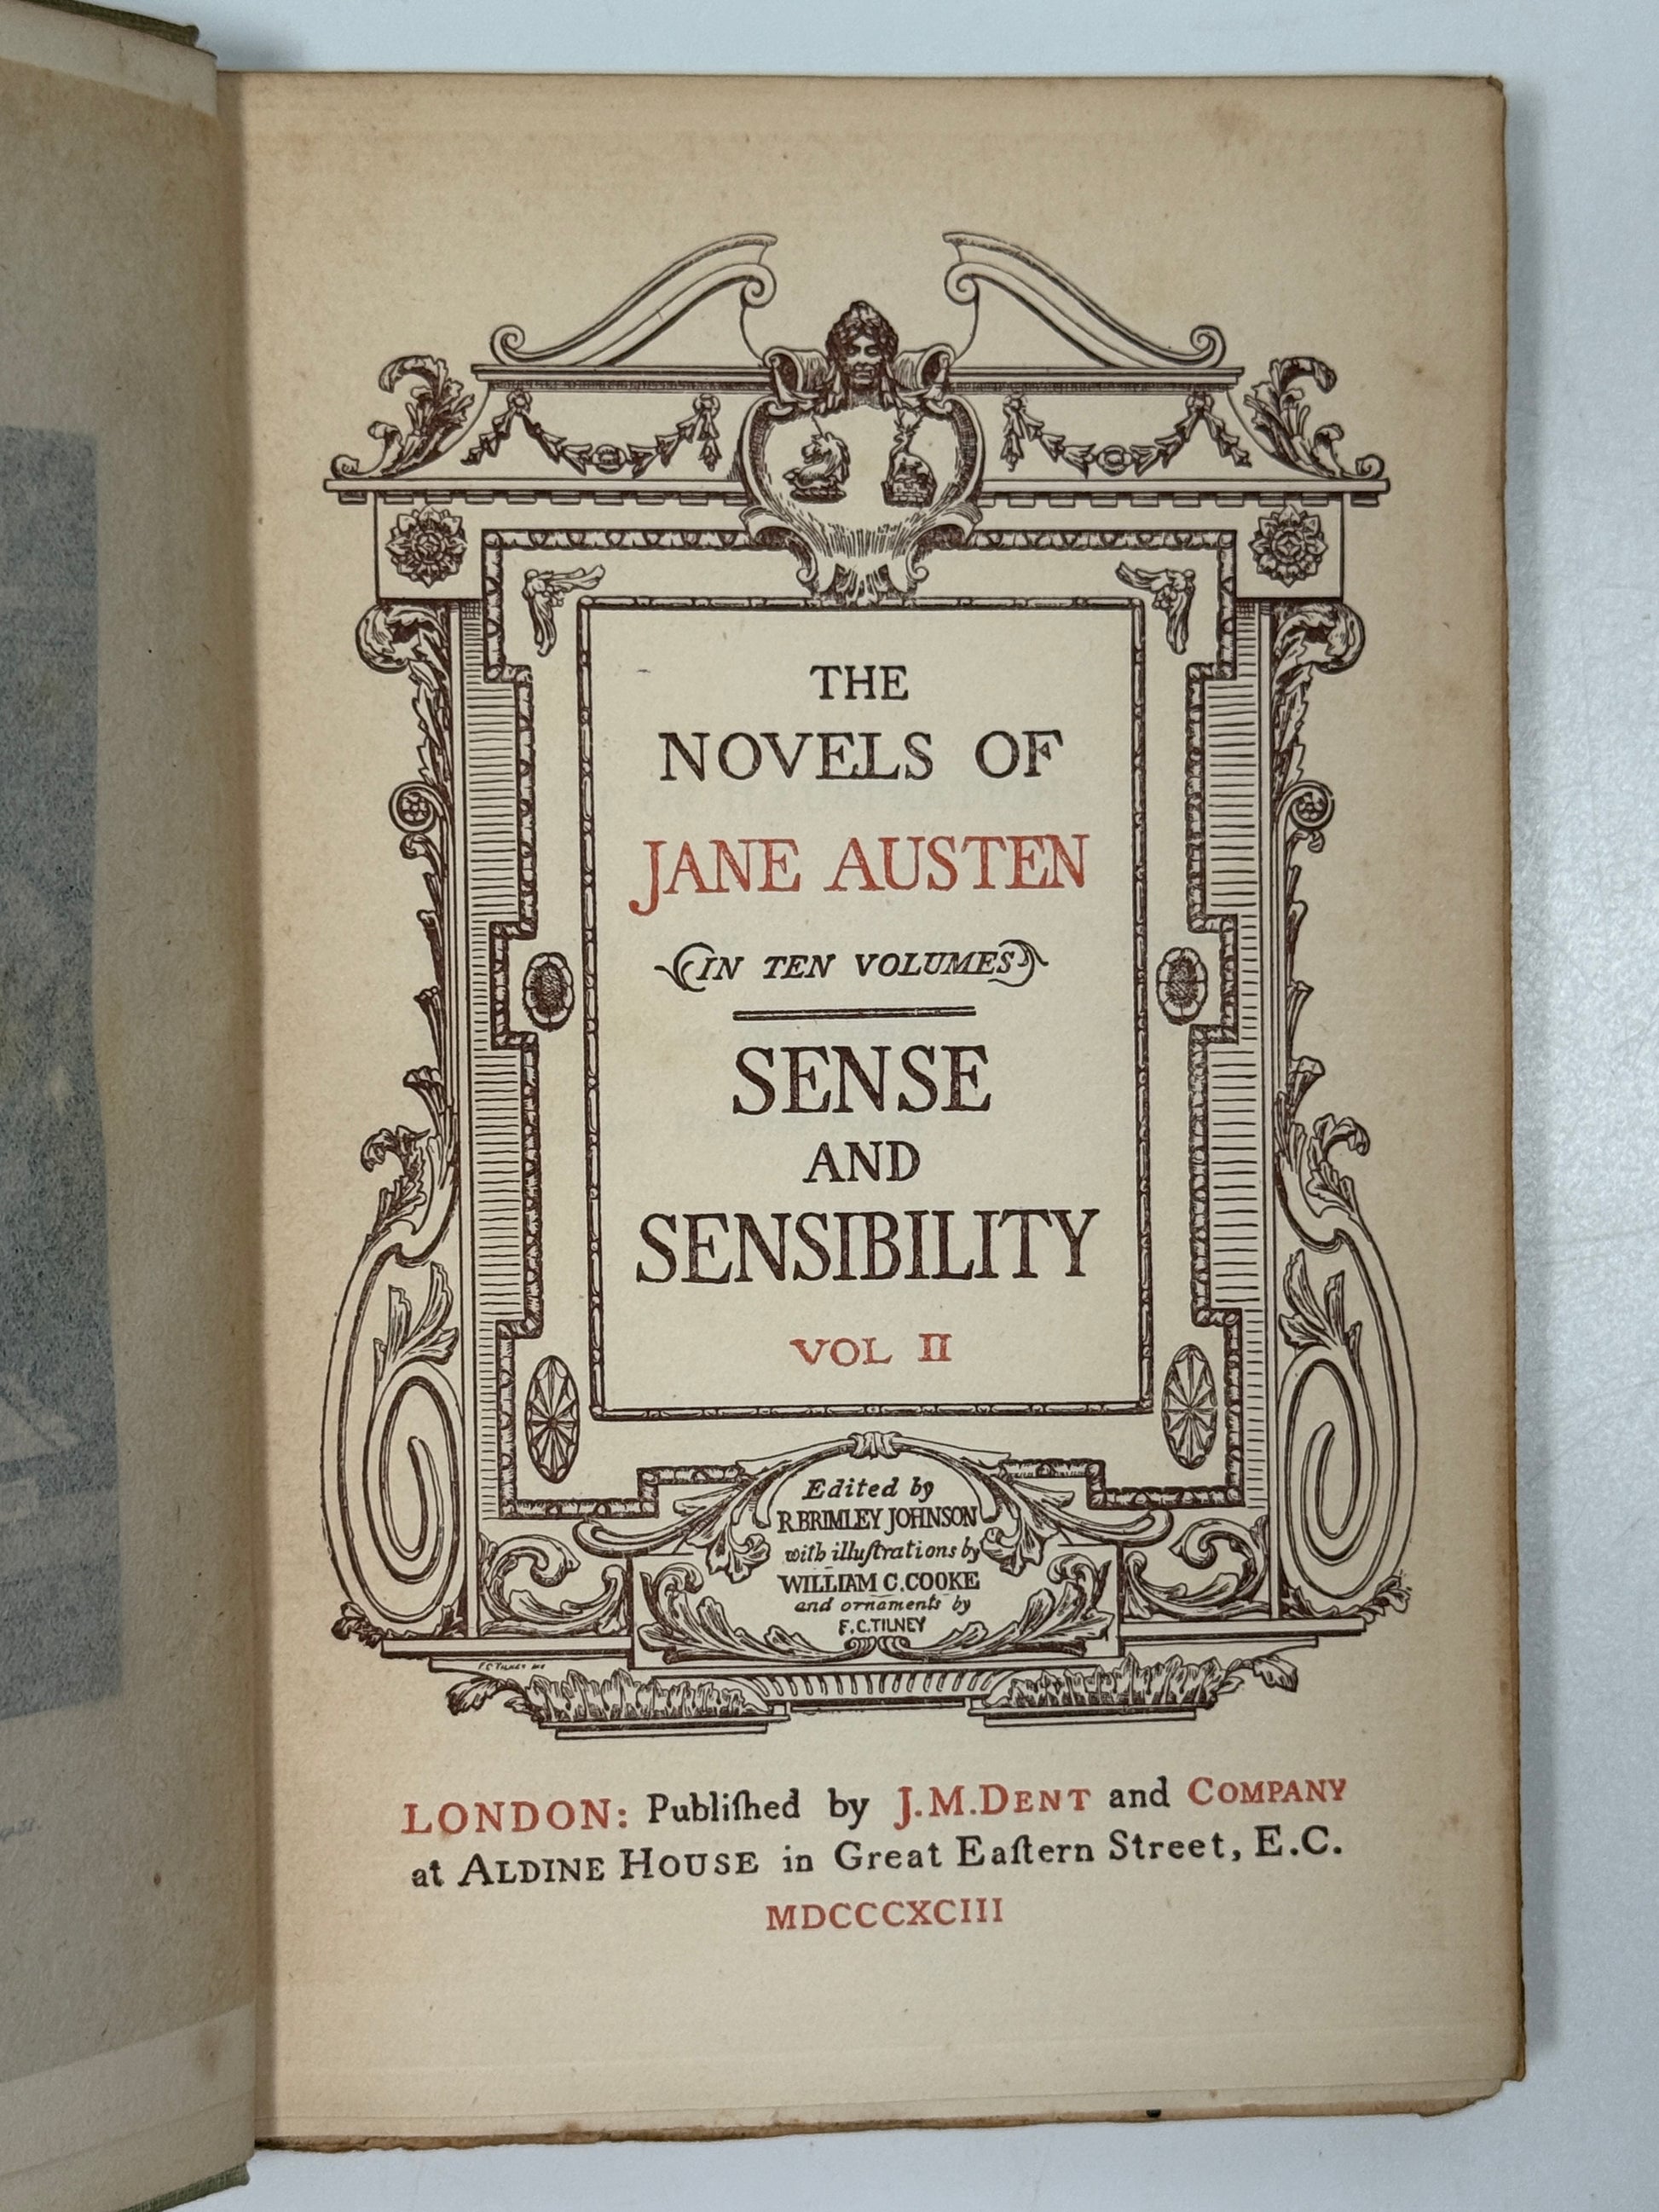 THE
NOVELS OF
JANE AUSTEN
(IN TEN VOLUMES)
SENSE
AND
SENSIBILITY
VOL II
Edited by
R.BRIMLEY JOHNSON
with illuſtrations by
WILLIAM C.COOKE
and ornaments by
F.C.TILNEY
LONDON: Publiſhed by J.M.DENT and COMPANY
at ALDINE HOUSE in Great Eaſtern Street, E.C.
MDCCCXCIII